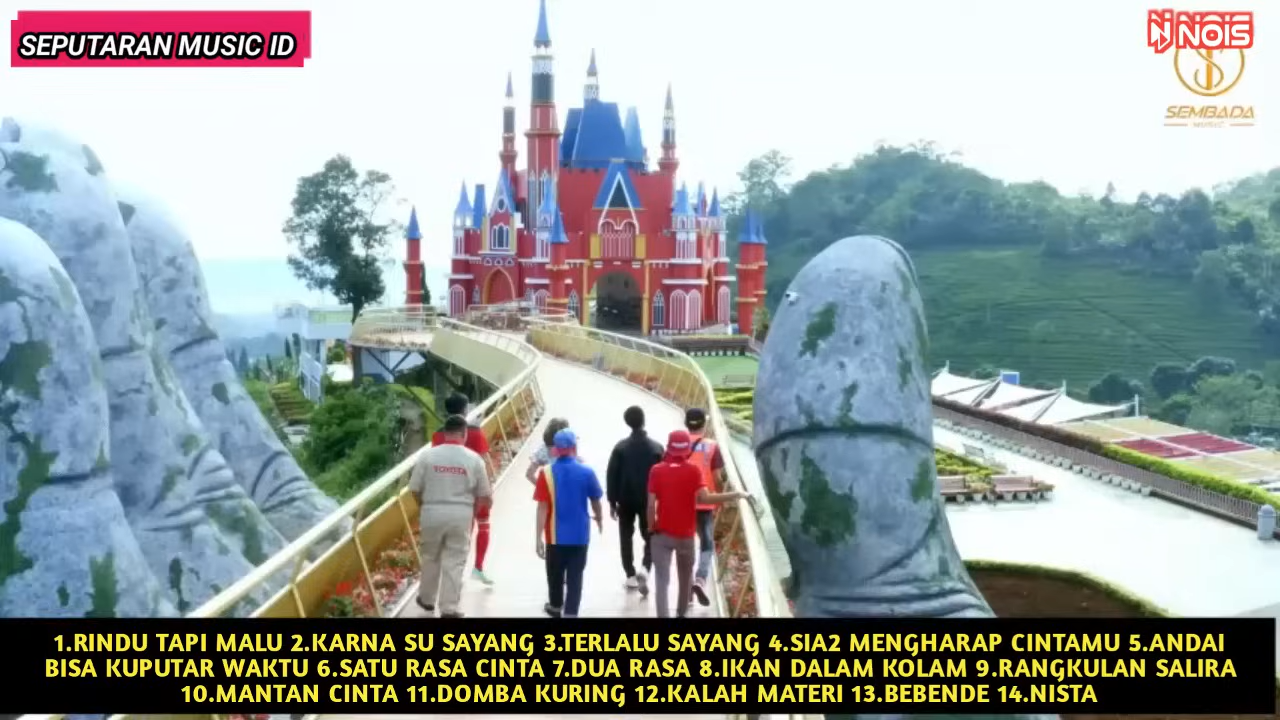 SEPUTARAN MUSIC ID
NOIS
SEMBADA
MUSIC
TOYOTA
1.RINDU TAPI MALU 2.KARNA SU SAYANG 3.TERLALU SAYANG 4.SIA2 MENGHARAP CINTAMU 5.ANDAI
BISA KUPUTAR WAKTU 6.SATU RASA CINTA 7.DUA RASA 8.IKAN DALAM KOLAM 9.RANGKULAN SALIRA
10.MANTAN CINTA 11.DOMBA KURING 12.KALAH MATERI 13.BEBENDE 14.NISTA